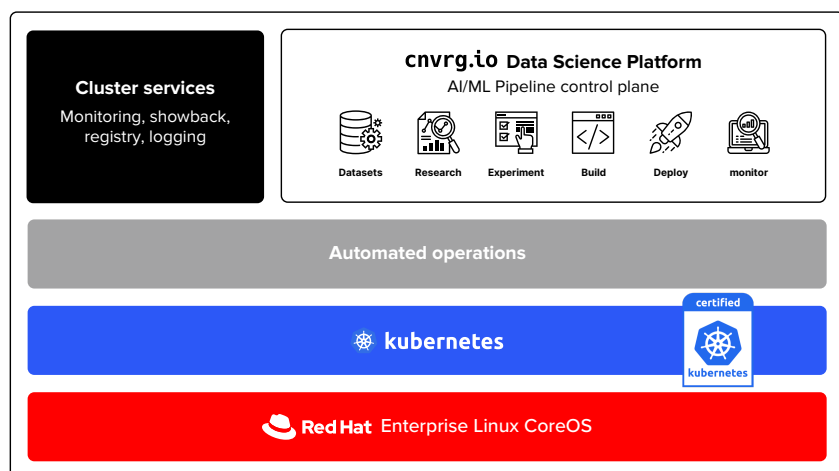 Cluster services
Monitoring, showback,
registry, logging
cnvrg.io Data Science Platform
AI/ML Pipeline control plane
Datasets Research Experiment Build Deploy monitor
Automated operations
certified
kubernetes
kubernetes
Red Hat Enterprise Linux CoreOS